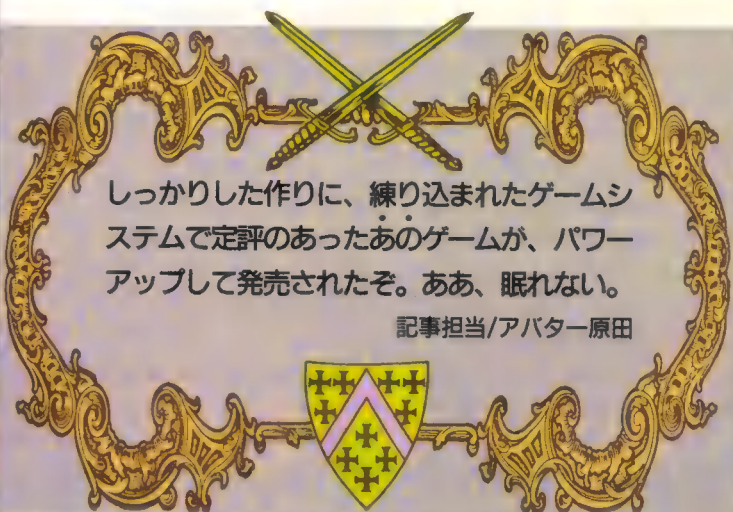 しっかりした作りに、練り込まれたゲームシ
ステムで定評のあったあのゲームが、パワー
アップして発売されたぞ。ああ、眠れない。
記事担当/アバター原田